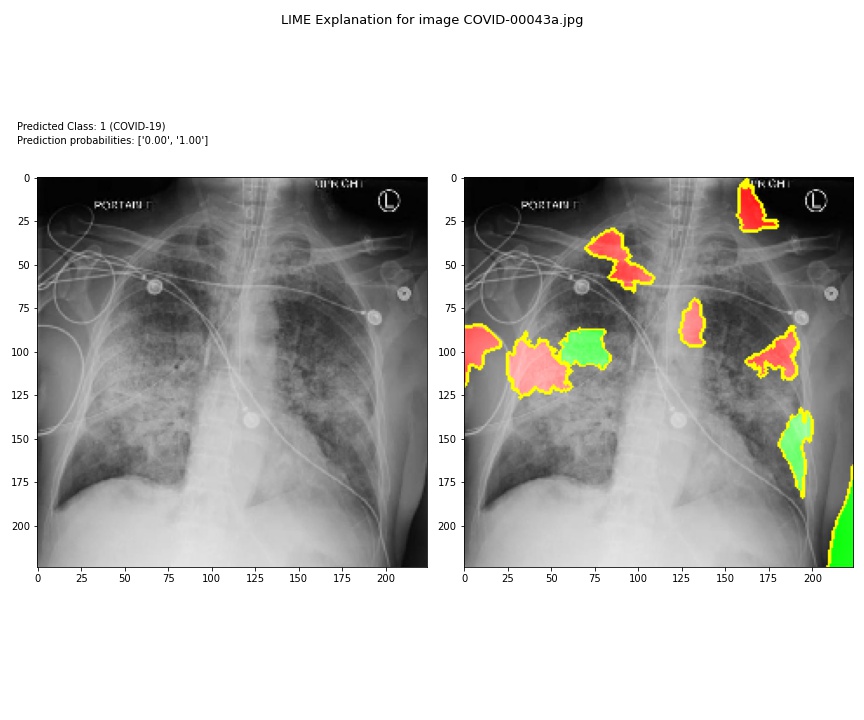 LIME Explanation for image COVID-00043a.jpg
Predicted Class: 1 (COVID-19)
Prediction probabilities: ['0.00', '1.00']
PORTABLE
UPRIGHT
L
0
25
50
75
100
125
150
175
200
0 25 50 75 100 125 150 175 200
PORTABLE
L
0
25
50
75
100
125
150
175
200
0 25 50 75 100 125 150 175 200